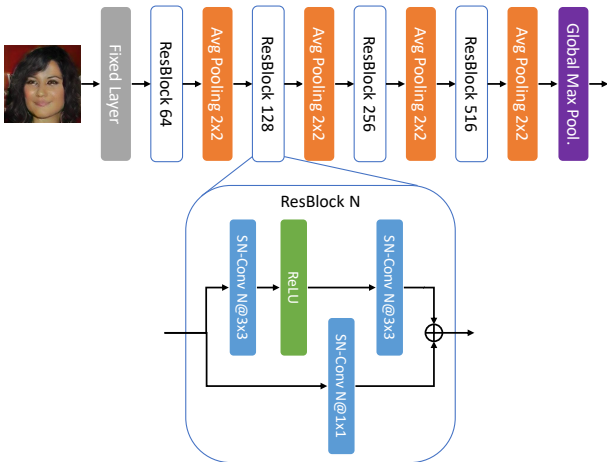 Fixed Layer
ResBlock 64
Avg Pooling 2x2
ResBlock 128
Avg Pooling 2x2
ResBlock 256
Avg Pooling 2x2
ResBlock 516
Avg Pooling 2x2
Global Max Pool.
ResBlock N
SN-Conv N@3x3
ReLU
SN-Conv N@3x3
SN-Conv N@1x1